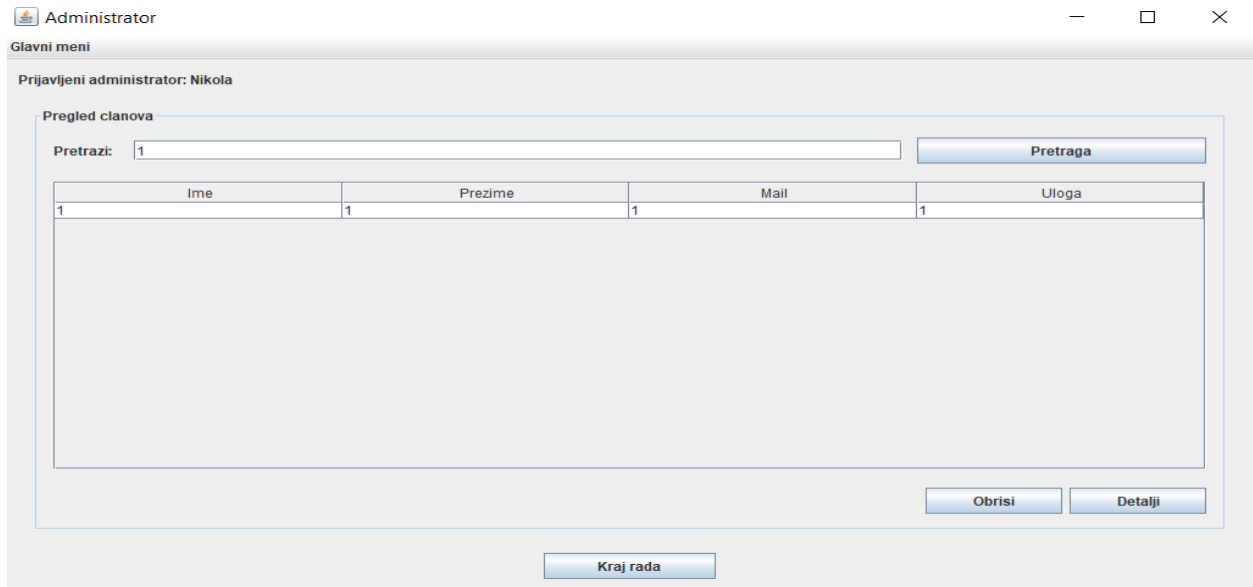 Administrator
Glavni meni
Prijavljeni administrator: Nikola
Pregled clanova
Pretrazi: 1 Pretraga
Ime Prezime Mail Uloga
1 1 1 1
Obrisi Detalji
Kraj rada